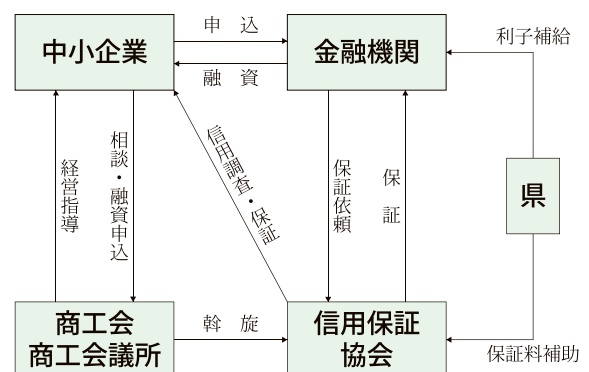 中小企業
申 込
融 資
金融機関
利子補給
経営指導
相談・融資申込
信用調査・保証
保証依頼
保 証
県
商工会
商工会議所
斡 旋
信用保証
協会
保証料補助